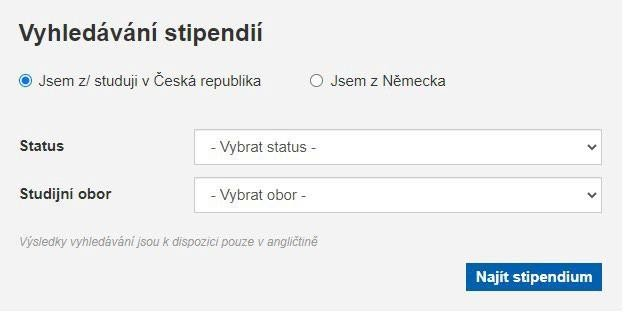 Vyhledávání stipendií
Jsem z/ studuji v Česká republika
Jsem z Německa
Status
- Vybrat status -
Studijní obor
- Vybrat obor -
Výsledky vyhledávání jsou k dispozici pouze v angličtině
Najít stipendium